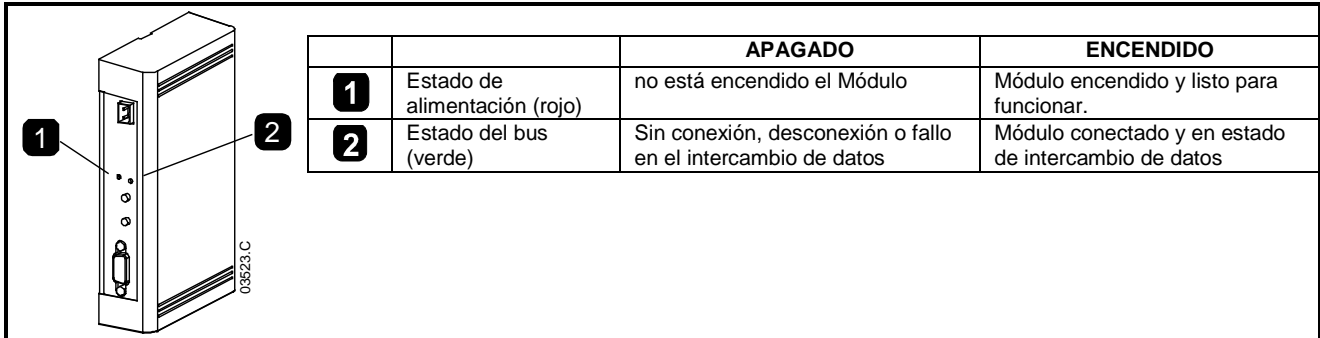 APAGADO ENCENDIDO
1 Estado de alimentación (rojo) no está encendido el Módulo Módulo encendido y listo para funcionar.
2 Estado del bus (verde) Sin conexión, desconexión o fallo en el intercambio de datos Módulo conectado y en estado de intercambio de datos
1
2
03523.C